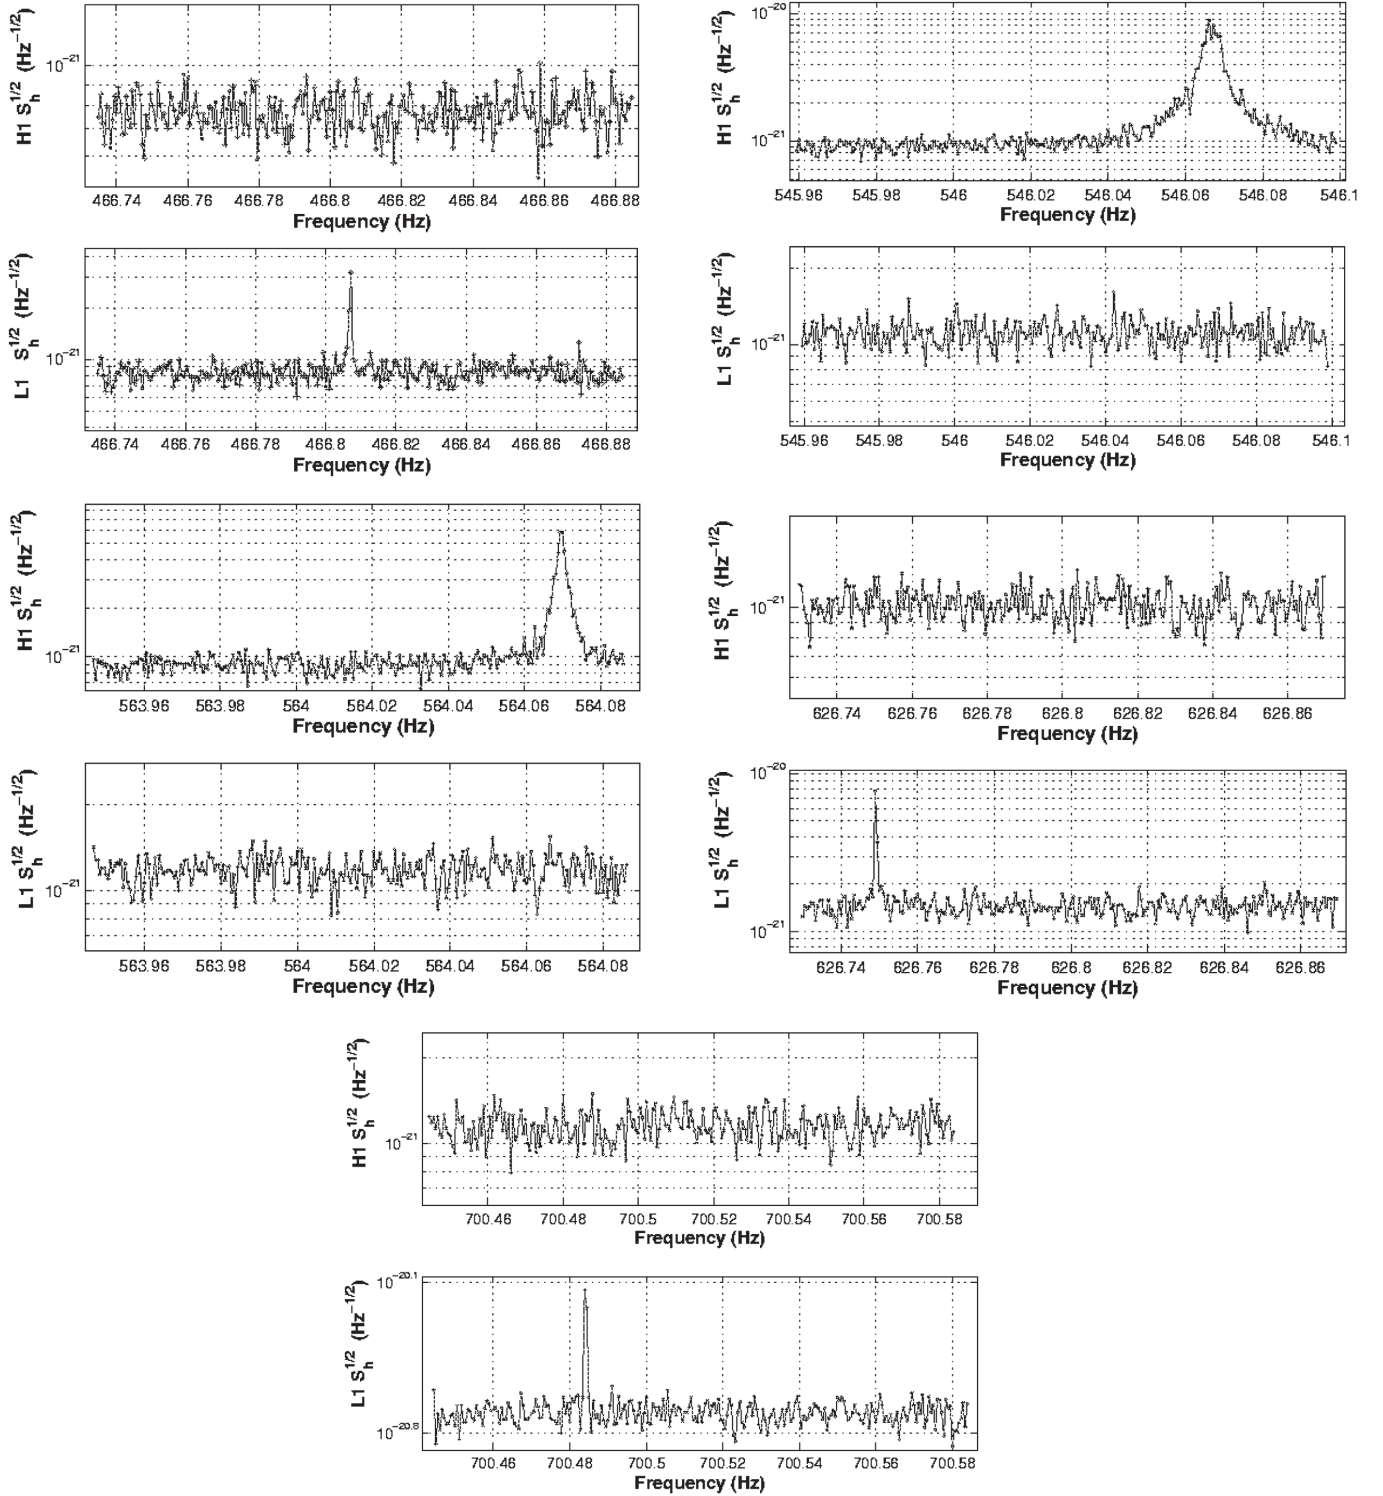 10⁻²¹
H1 S_h^1/2 (Hz^−1/2)
466.74 466.76 466.78 466.8 466.82 466.84 466.86 466.88
Frequency (Hz)
10⁻²⁰
10⁻²¹
H1 S_h^1/2 (Hz^−1/2)
545.96 545.98 546 546.02 546.04 546.06 546.08 546.1
Frequency (Hz)
10⁻²¹
L1 S_h^1/2 (Hz^−1/2)
466.74 466.76 466.78 466.8 466.82 466.84 466.86 466.88
Frequency (Hz)
10⁻²¹
L1 S_h^1/2 (Hz^−1/2)
545.96 545.98 546 546.02 546.04 546.06 546.08 546.1
Frequency (Hz)
10⁻²¹
H1 S_h^1/2 (Hz^−1/2)
563.96 563.98 564 564.02 564.04 564.06 564.08
Frequency (Hz)
10⁻²¹
H1 S_h^1/2 (Hz^−1/2)
626.74 626.76 626.78 626.8 626.82 626.84 626.86
Frequency (Hz)
10⁻²¹
L1 S_h^1/2 (Hz^−1/2)
563.96 563.98 564 564.02 564.04 564.06 564.08
Frequency (Hz)
10⁻²⁰
10⁻²¹
L1 S_h^1/2 (Hz^−1/2)
626.74 626.76 626.78 626.8 626.82 626.84 626.86
Frequency (Hz)
10⁻²¹
H1 S_h^1/2 (Hz^−1/2)
700.46 700.48 700.5 700.52 700.54 700.56 700.58
Frequency (Hz)
10^−20.1
10^−20.8
L1 S_h^1/2 (Hz^−1/2)
700.46 700.48 700.5 700.52 700.54 700.56 700.58
Frequency (Hz)